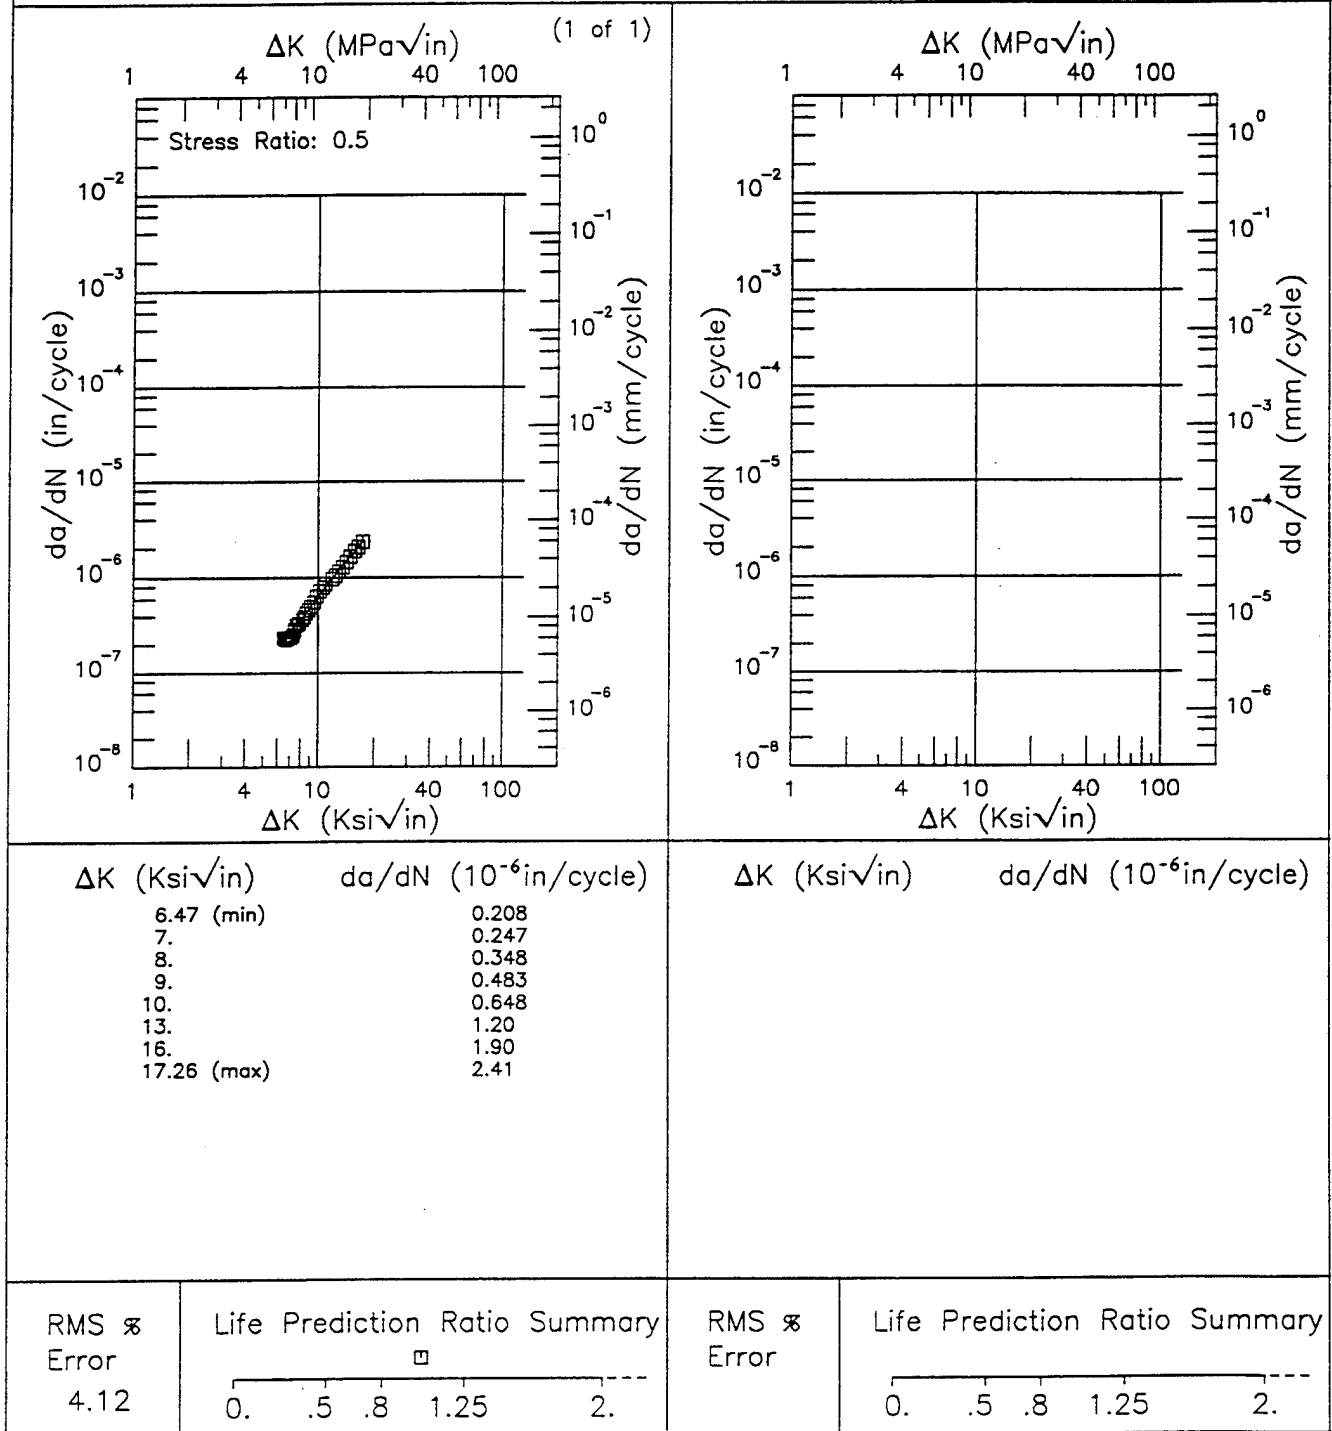 (1 of 1)
ΔK (MPa√in)
1 4 10 40 100
Stress Ratio: 0.5
da/dN (in/cycle)
10⁻²
10⁻³
10⁻⁴
10⁻⁵
10⁻⁶
10⁻⁷
10⁻⁸
10⁰
10⁻¹
10⁻²
10⁻³
10⁻⁴
10⁻⁵
10⁻⁶
da/dN (mm/cycle)
1 4 10 40 100
ΔK (Ksi√in)
ΔK (MPa√in)
1 4 10 40 100
da/dN (in/cycle)
10⁻²
10⁻³
10⁻⁴
10⁻⁵
10⁻⁶
10⁻⁷
10⁻⁸
10⁰
10⁻¹
10⁻²
10⁻³
10⁻⁴
10⁻⁵
10⁻⁶
da/dN (mm/cycle)
1 4 10 40 100
ΔK (Ksi√in)
ΔK (Ksi√in) da/dN (10⁻⁶in/cycle)
6.47 (min) 0.208
7. 0.247
8. 0.348
9. 0.483
10. 0.648
13. 1.20
16. 1.90
17.26 (max) 2.41
ΔK (Ksi√in) da/dN (10⁻⁶in/cycle)
RMS %
Error
4.12
Life Prediction Ratio Summary
0. .5 .8 1.25 2.
RMS %
Error
Life Prediction Ratio Summary
0. .5 .8 1.25 2.